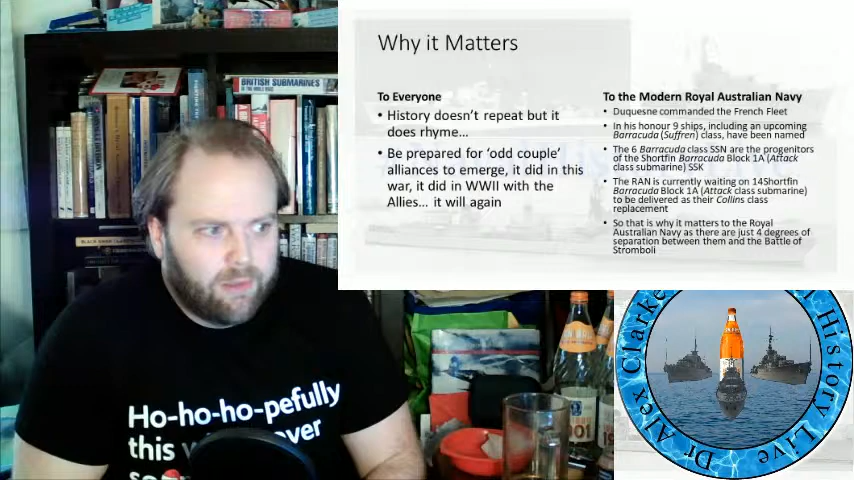 Why it Matters
To Everyone
• History doesn't repeat but it
does rhyme...
• Be prepared for 'odd couple'
alliances to emerge, it did in this
war, it did in WWII with the
Allies... it will again
To the Modern Royal Australian Navy
• Duquesne commanded the French Fleet
• In his honour 9 ships, including an upcoming
Barracuda (Suffren) class, have been named
• The 6 Barracuda class SSN are the progenitors
of the Shortfin Barracuda Block 1A (Attack
class submarine) SSK
• The RAN is currently waiting on 14Shortfin
Barracuda Block 1A (Attack class submarine)
to be delivered as their Collins class
replacement
• So that is why it matters to the Royal
Australian Navy as there are just 4 degrees of
separation between them and the Battle of
Stromboli
BRITISH SUBMARINES
Ho-ho-ho-pefully
this
Dr Alex Clarke
History Live